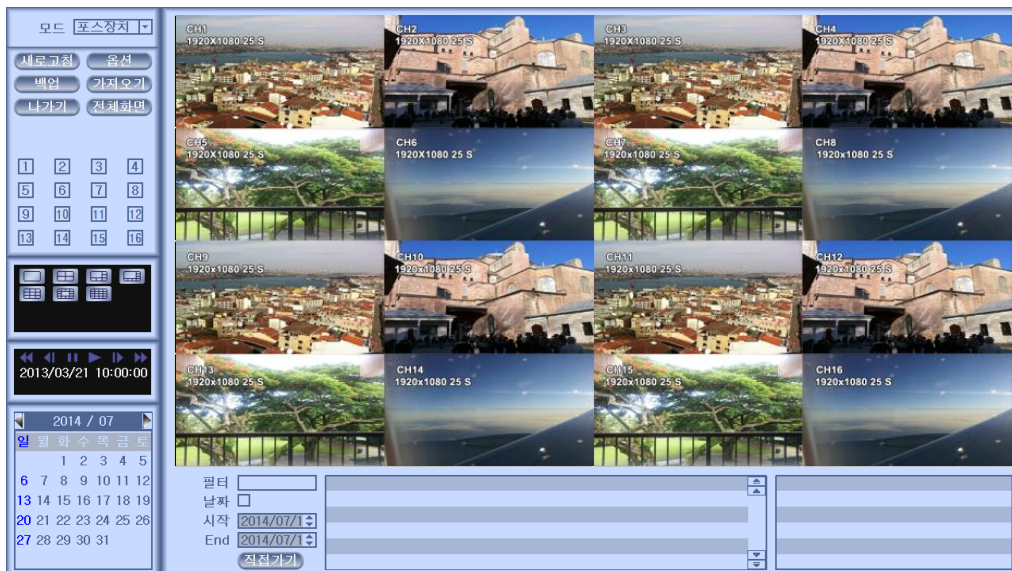 모드 포스장치
새로고침 옵션
백업 가져오기
나가기 전체화면
1 2 3 4
5 6 7 8
9 10 11 12
13 14 15 16
2013/03/21 10:00:00
2014 / 07
일 월 화 수 목 금 토
1 2 3 4 5
6 7 8 9 10 11 12
13 14 15 16 17 18 19
20 21 22 23 24 25 26
27 28 29 30 31
CH1
1920X1080 25 S
CH2
1920X1080 25 S
CH3
1920X1080 25 S
CH4
1920X1080 25 S
CH5
1920X1080 25 S
CH6
1920X1080 25 S
CH7
1920x1080 25 S
CH8
1920x1080 25 S
CH9
1920x1080 25 S
CH10
1920x1080 25 S
CH11
1920x1080 25 S
CH12
1920x1080 25 S
CH13
1920x1080 25 S
CH14
1920x1080 25 S
CH15
1920x1080 25 S
CH16
1920x1080 25 S
필터
날짜
시작 2014/07/1
End 2014/07/1
직접가기